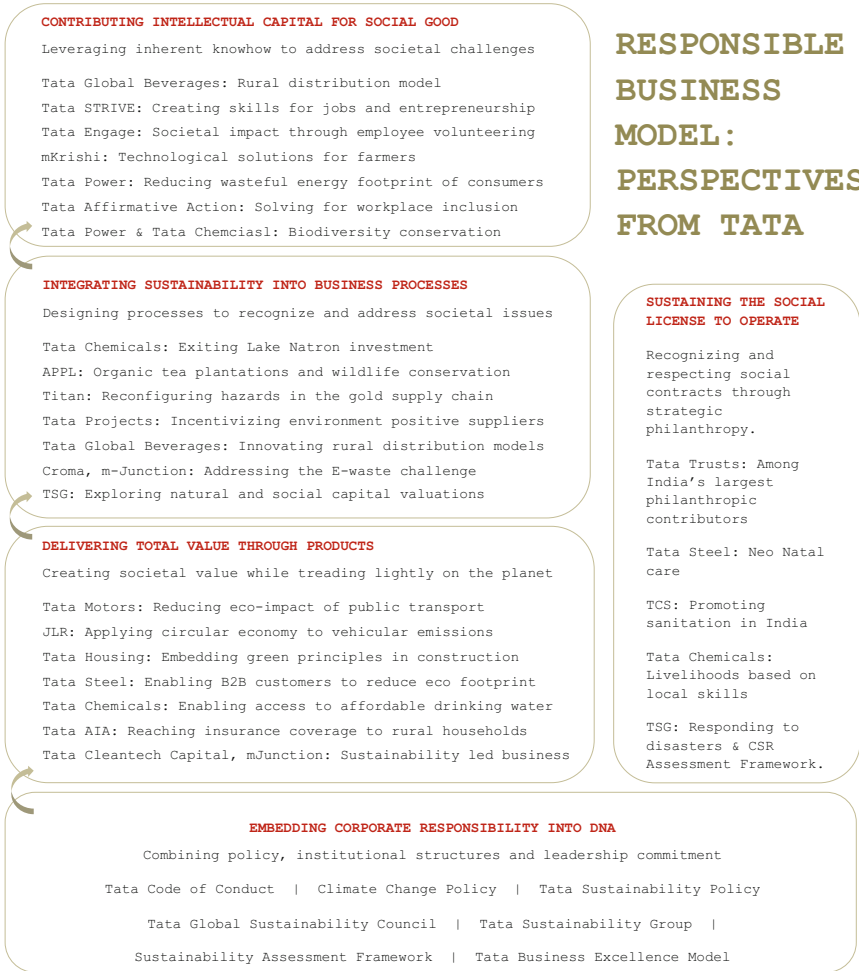 RESPONSIBLE
BUSINESS
MODEL:
PERSPECTIVES
FROM TATA
CONTRIBUTING INTELLECTUAL CAPITAL FOR SOCIAL GOOD
Leveraging inherent knowhow to address societal challenges
Tata Global Beverages: Rural distribution model
Tata STRIVE: Creating skills for jobs and entrepreneurship
Tata Engage: Societal impact through employee volunteering
mKrishi: Technological solutions for farmers
Tata Power: Reducing wasteful energy footprint of consumers
Tata Affirmative Action: Solving for workplace inclusion
Tata Power & Tata Chemciasl: Biodiversity conservation
INTEGRATING SUSTAINABILITY INTO BUSINESS PROCESSES
Designing processes to recognize and address societal issues
Tata Chemicals: Exiting Lake Natron investment
APPL: Organic tea plantations and wildlife conservation
Titan: Reconfiguring hazards in the gold supply chain
Tata Projects: Incentivizing environment positive suppliers
Tata Global Beverages: Innovating rural distribution models
Croma, m-Junction: Addressing the E-waste challenge
TSG: Exploring natural and social capital valuations
DELIVERING TOTAL VALUE THROUGH PRODUCTS
Creating societal value while treading lightly on the planet
Tata Motors: Reducing eco-impact of public transport
JLR: Applying circular economy to vehicular emissions
Tata Housing: Embedding green principles in construction
Tata Steel: Enabling B2B customers to reduce eco footprint
Tata Chemicals: Enabling access to affordable drinking water
Tata AIA: Reaching insurance coverage to rural households
Tata Cleantech Capital, mJunction: Sustainability led business
SUSTAINING THE SOCIAL
LICENSE TO OPERATE
Recognizing and
respecting social
contracts through
strategic
philanthropy.
Tata Trusts: Among
India’s largest
philanthropic
contributors
Tata Steel: Neo Natal
care
TCS: Promoting
sanitation in India
Tata Chemicals:
Livelihoods based on
local skills
TSG: Responding to
disasters & CSR
Assessment Framework.
EMBEDDING CORPORATE RESPONSIBILITY INTO DNA
Combining policy, institutional structures and leadership commitment
Tata Code of Conduct | Climate Change Policy | Tata Sustainability Policy
Tata Global Sustainability Council | Tata Sustainability Group |
Sustainability Assessment Framework | Tata Business Excellence Model